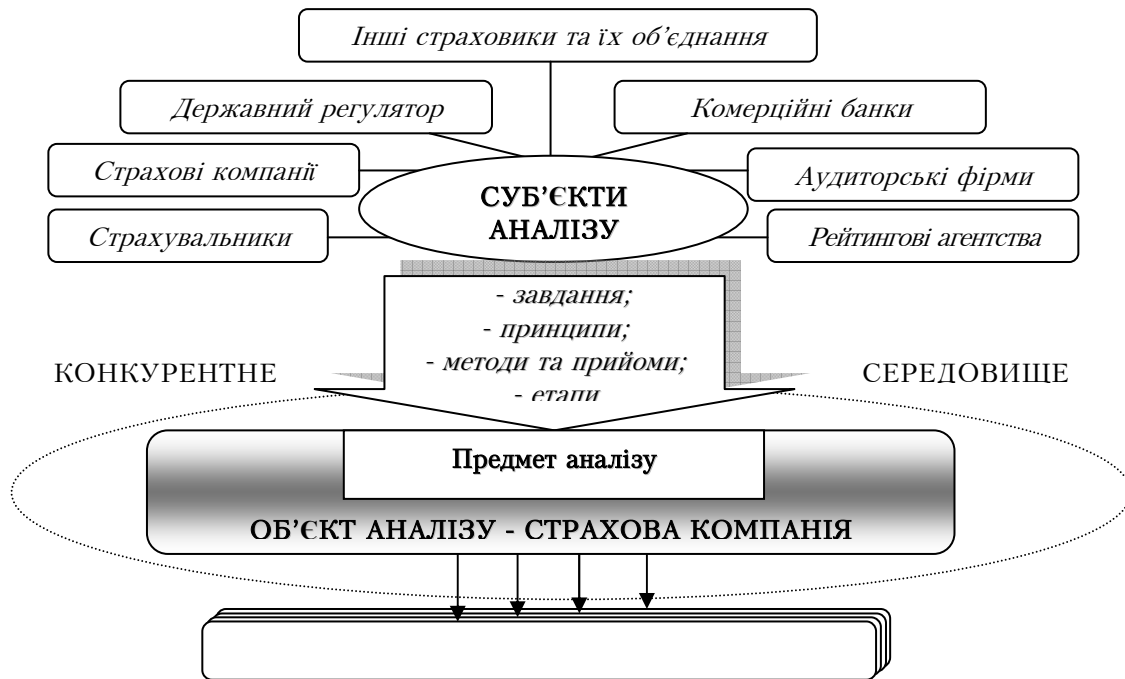 Інші страховики та їх об’єднання
Державний регулятор
Комерційні банки
Страхові компанії
Аудиторські фірми
СУБ’ЄКТИ
АНАЛІЗУ
Страхувальники
Рейтингові агентства
- завдання;
- принципи;
- методи та прийоми;
- етапи
КОНКУРЕНТНЕ
СЕРЕДОВИЩЕ
Предмет аналізу
ОБ’ЄКТ АНАЛІЗУ - СТРАХОВА КОМПАНІЯ